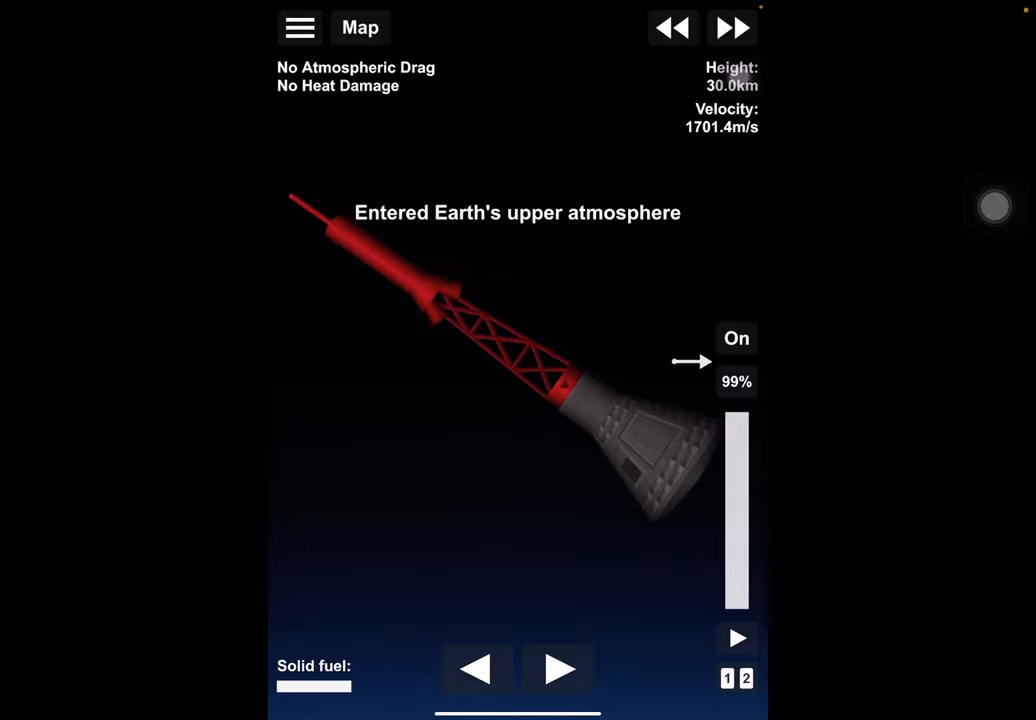 Map
No Atmospheric Drag
No Heat Damage
Height:
30.0km
Velocity:
1701.4m/s
Entered Earth's upper atmosphere
On
99%
Solid fuel:
1 2